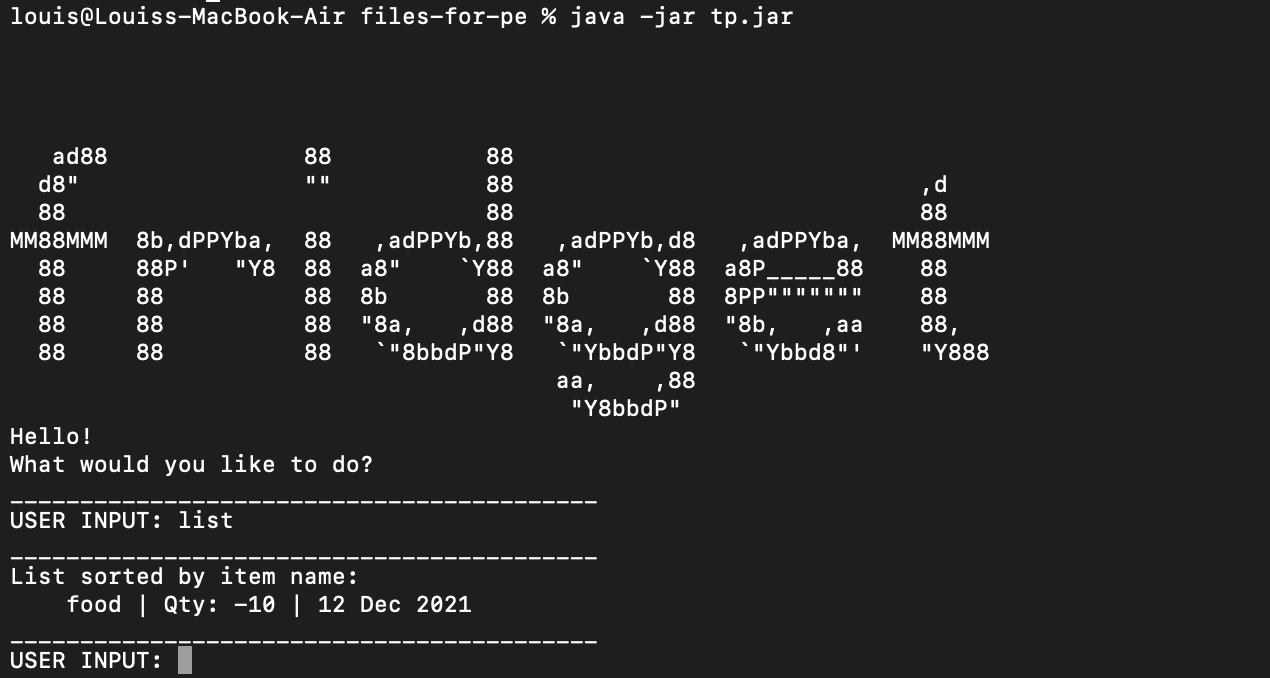 louis@Louiss-MacBook-Air files-for-pe % java -jar tp.jar
   ad88              88           88
  d8"                ""           88                             ,d
  88                              88                             88
MM88MMM  8b,dPPYba,  88   ,adPPYb,88   ,adPPYb,d8   ,adPPYba,  MM88MMM
  88     88P'   "Y8  88  a8"    `Y88  a8"    `Y88  a8P_____88    88
  88     88          88  8b       88  8b       88  8PP"""""""    88
  88     88          88  "8a,   ,d88  "8a,   ,d88  "8b,   ,aa    88,
  88     88          88   `"8bbdP"Y8   `"YbbdP"Y8   `"Ybbd8"'    "Y888
                                       aa,    ,88
                                        "Y8bbdP"
Hello!
What would you like to do?
__________________________________________
USER INPUT: list
__________________________________________
List sorted by item name:
    food | Qty: -10 | 12 Dec 2021
__________________________________________
USER INPUT: